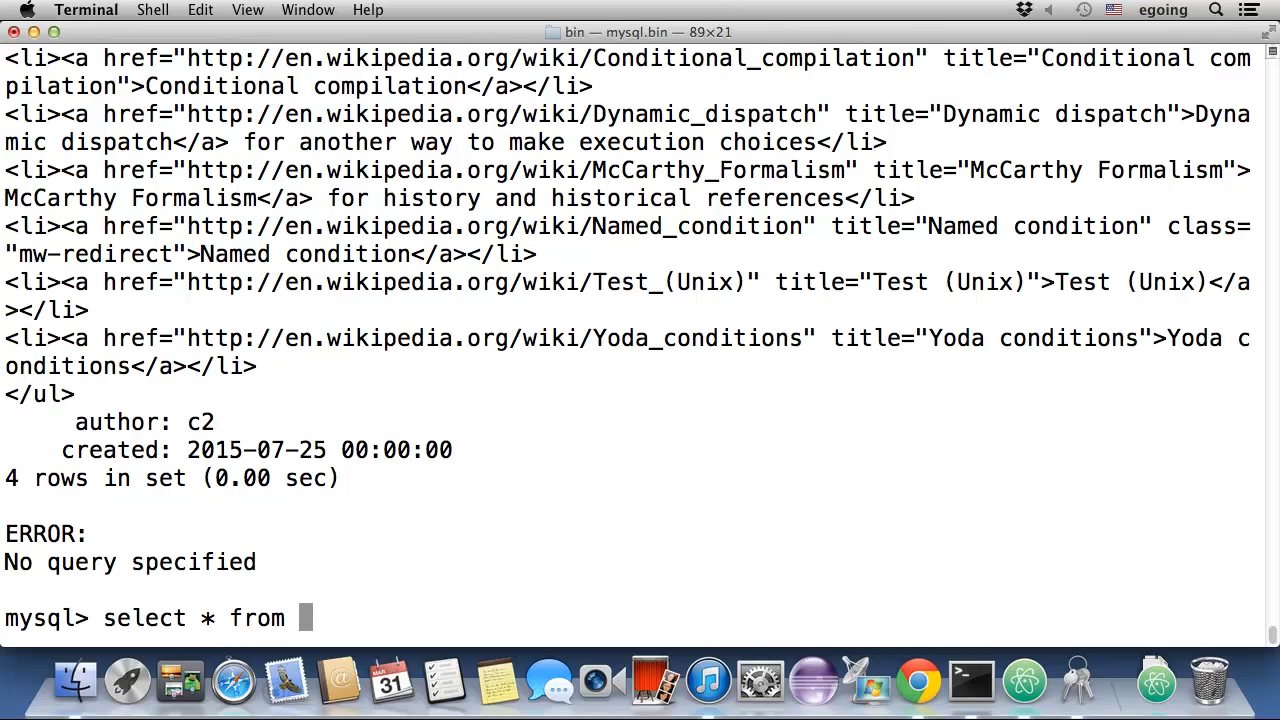 Terminal Shell Edit View Window Help egoing
bin — mysql.bin — 89×21
<li><a href="http://en.wikipedia.org/wiki/Conditional_compilation" title="Conditional com
pilation">Conditional compilation</a></li>
<li><a href="http://en.wikipedia.org/wiki/Dynamic_dispatch" title="Dynamic dispatch">Dyna
mic dispatch</a> for another way to make execution choices</li>
<li><a href="http://en.wikipedia.org/wiki/McCarthy_Formalism" title="McCarthy Formalism">
McCarthy Formalism</a> for history and historical references</li>
<li><a href="http://en.wikipedia.org/wiki/Named_condition" title="Named condition" class=
"mw-redirect">Named condition</a></li>
<li><a href="http://en.wikipedia.org/wiki/Test_(Unix)" title="Test (Unix)">Test (Unix)</a
></li>
<li><a href="http://en.wikipedia.org/wiki/Yoda_conditions" title="Yoda conditions">Yoda c
onditions</a></li>
</ul>
author: c2
created: 2015-07-25 00:00:00
4 rows in set (0.00 sec)
ERROR:
No query specified
mysql> select * from
31